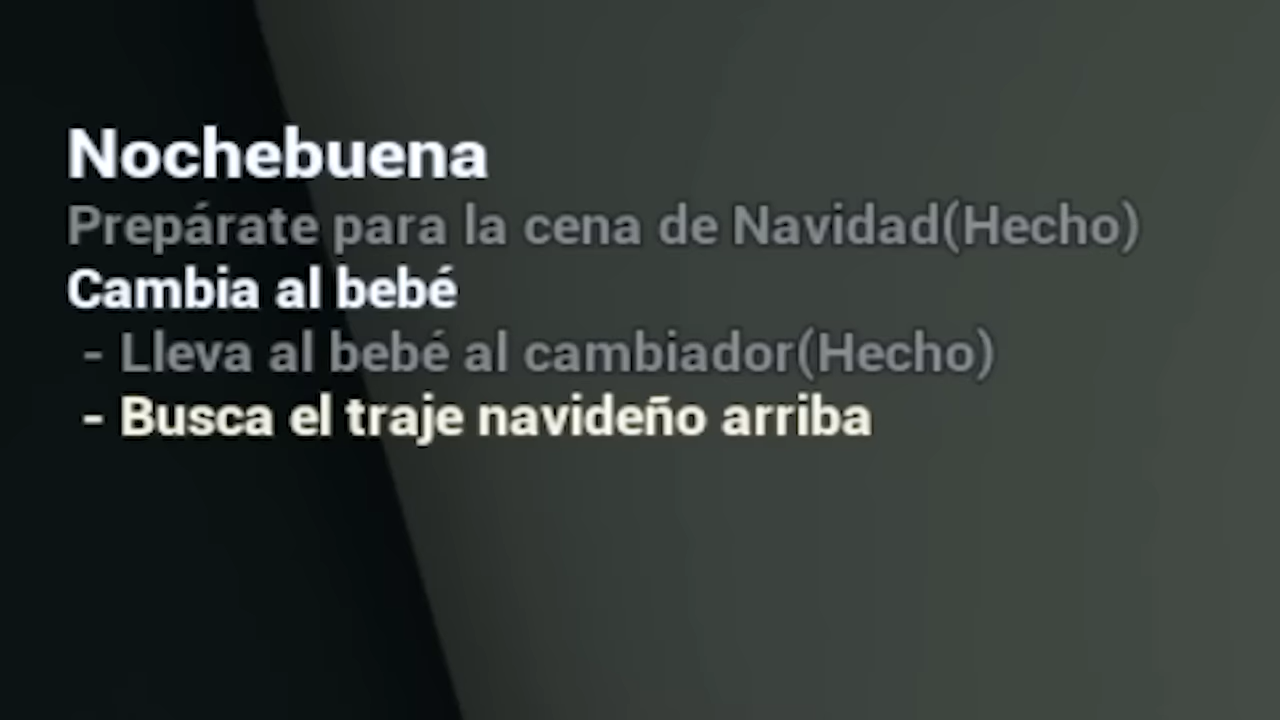 Nochebuena
Prepárate para la cena de Navidad(Hecho)
Cambia al bebé
- Lleva al bebé al cambiador(Hecho)
- Busca el traje navideño arriba